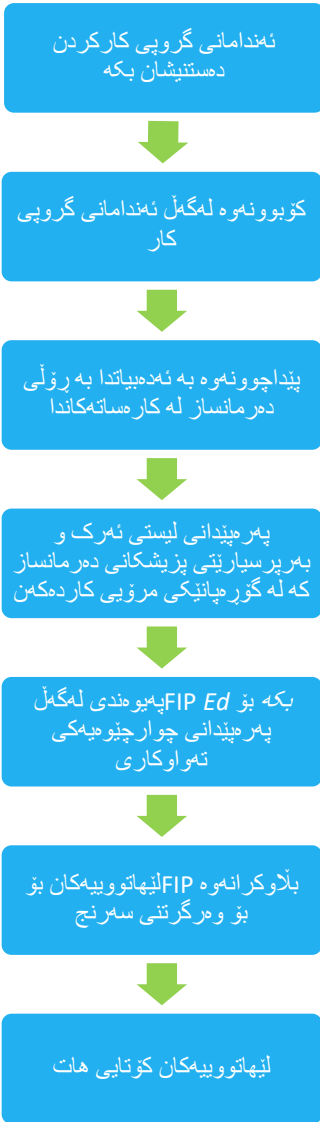 ئەندامانی گروپی کارکردن
دەستنیشان بکە
کۆبوونەوە لەگەڵ ئەندامانی گروپی
کار
پێداچوونەوە بە ئەدەبیاتدا بە ڕۆڵی
دەرمانساز لە کارەساتەکاندا
پەرەپێدانی لیستی ئەرک و
بەرپرسیارێتی پزیشکانی دەرمانساز
کە لە گۆڕەپانێکی مرۆیی کاردەکەن
بکە بۆ FIP Edپەیوەندی لەگەڵ
پەرەپێدانی چوارچێوەیەکی
تەواوکاری
بڵاوکرانەوە FIPلێهاتووییەکان بۆ
بۆ وەرگرتنی سەرنج
لێهاتووییەکان کۆتایی هات